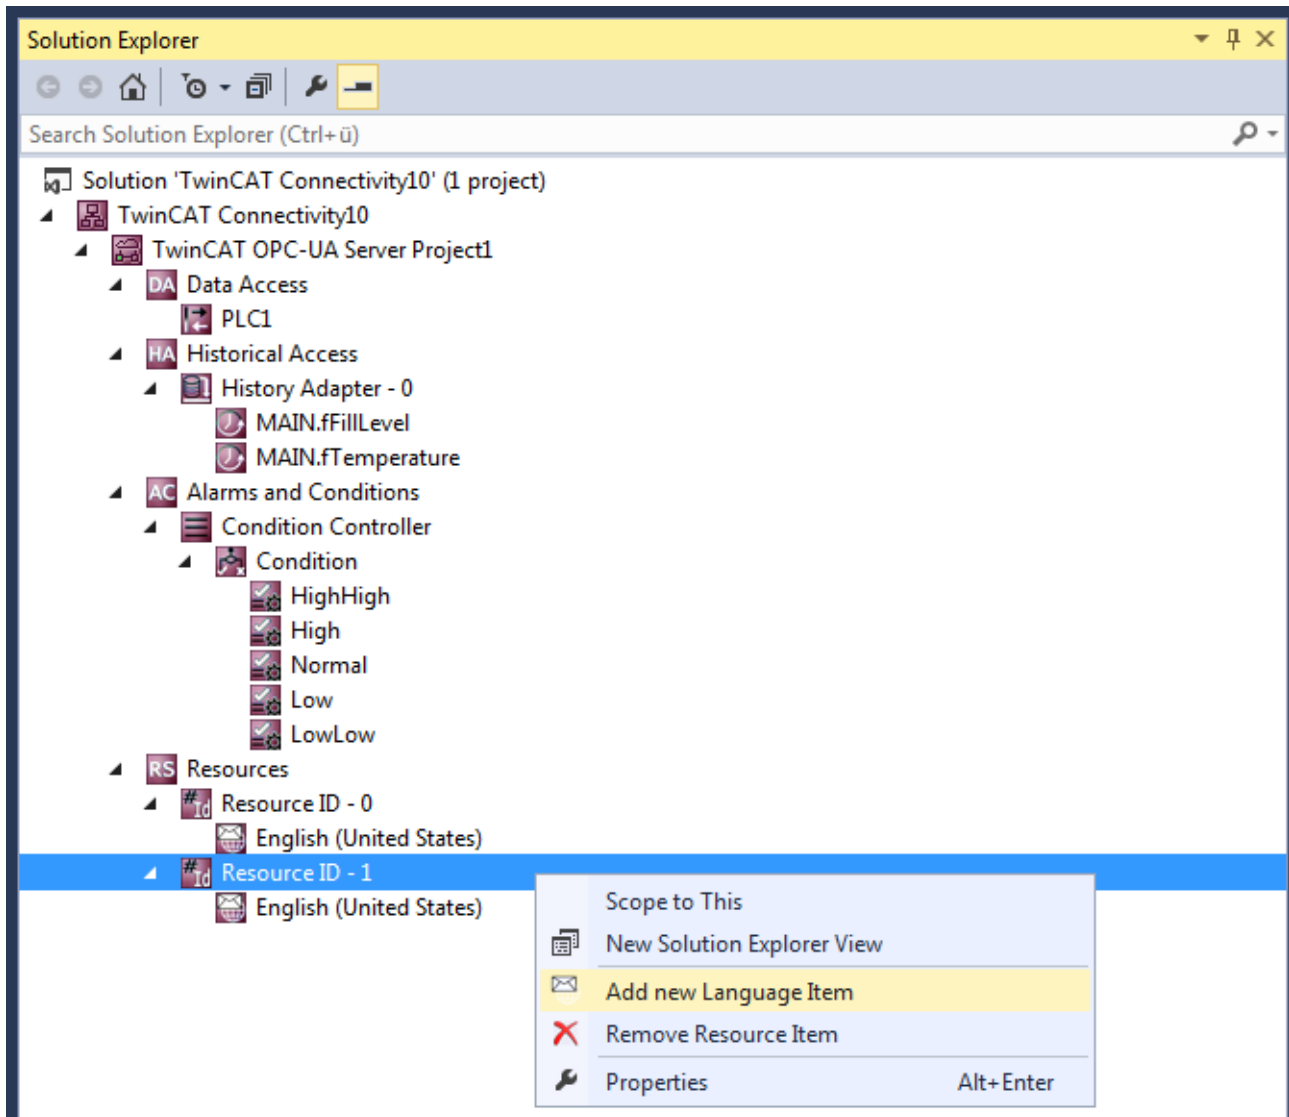 Solution Explorer
Search Solution Explorer (Ctrl+ü)
Solution 'TwinCAT Connectivity10' (1 project)
TwinCAT Connectivity10
TwinCAT OPC-UA Server Project1
DA Data Access
PLC1
HA Historical Access
History Adapter - 0
MAIN.fFillLevel
MAIN.fTemperature
AC Alarms and Conditions
Condition Controller
Condition
HighHigh
High
Normal
Low
LowLow
RS Resources
#Id Resource ID - 0
English (United States)
#Id Resource ID - 1
English (United States)
Scope to This
New Solution Explorer View
Add new Language Item
Remove Resource Item
Properties Alt+Enter